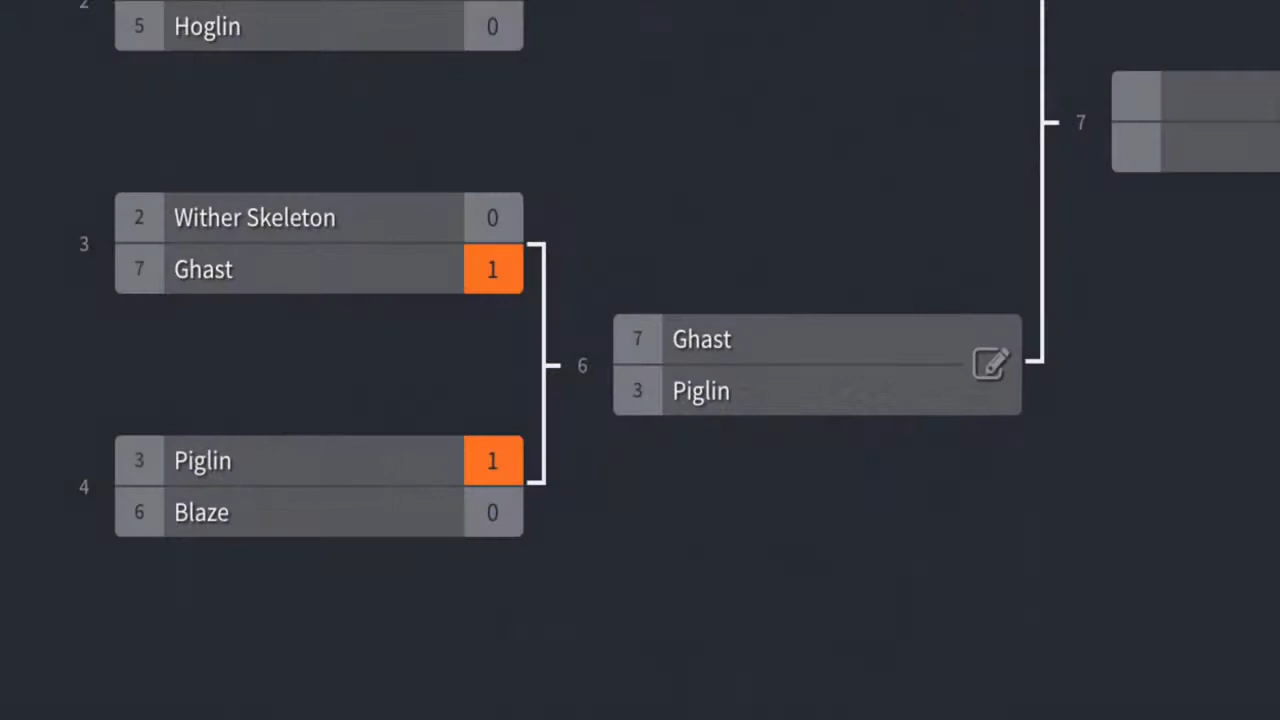 2
5 Hoglin 0
7
2 Wither Skeleton 0
3
7 Ghast 1
7 Ghast
6
3 Piglin
3 Piglin 1
4
6 Blaze 0